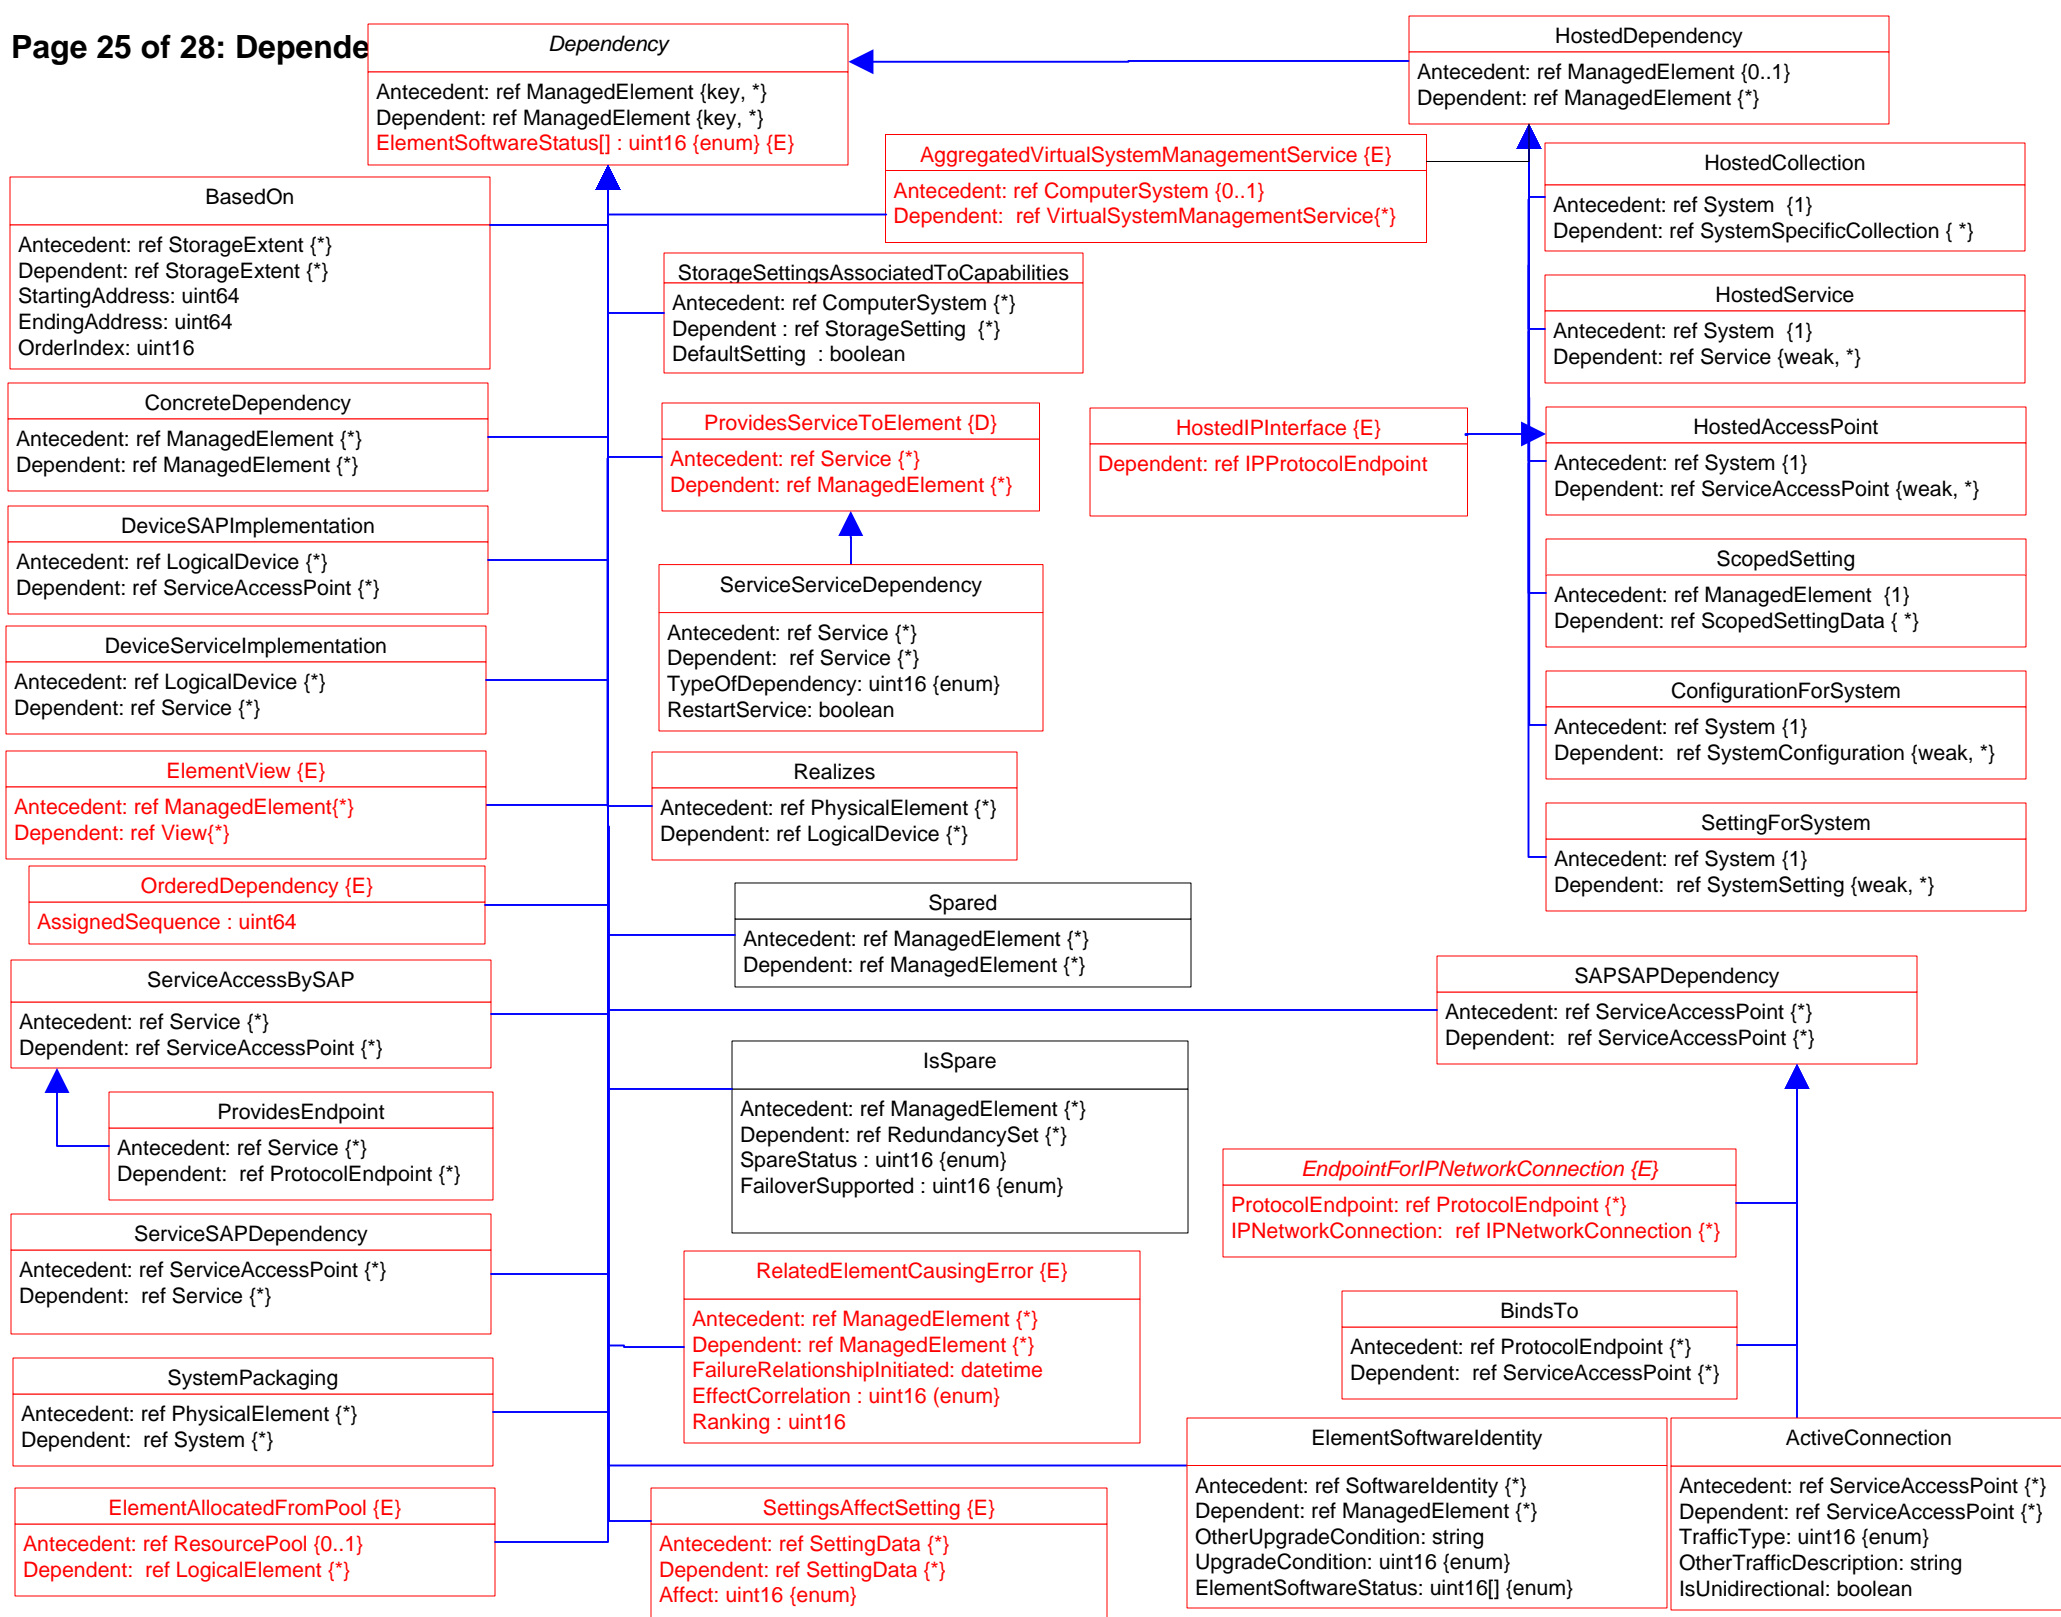 Page 25 of 28: Depende
Dependency
Antecedent: ref ManagedElement {key, *}
Dependent: ref ManagedElement {key, *}
ElementSoftwareStatus[] : uint16 {enum} {E}
HostedDependency
Antecedent: ref ManagedElement {0..1}
Dependent: ref ManagedElement {*}
AggregatedVirtualSystemManagementService {E}
Antecedent: ref ComputerSystem {0..1}
Dependent:  ref VirtualSystemManagementService{*}
HostedCollection
Antecedent: ref System  {1}
Dependent: ref SystemSpecificCollection { *}
BasedOn
Antecedent: ref StorageExtent {*}
Dependent: ref StorageExtent {*}
StartingAddress: uint64
EndingAddress: uint64
OrderIndex: uint16
StorageSettingsAssociatedToCapabilities
Antecedent: ref ComputerSystem {*}
Dependent : ref StorageSetting  {*}
DefaultSetting  : boolean
HostedService
Antecedent: ref System  {1}
Dependent: ref Service {weak, *}
ConcreteDependency
Antecedent: ref ManagedElement {*}
Dependent: ref ManagedElement {*}
ProvidesServiceToElement {D}
Antecedent: ref Service {*}
Dependent: ref ManagedElement {*}
HostedIPInterface {E}
Dependent: ref IPProtocolEndpoint
HostedAccessPoint
Antecedent: ref System {1}
Dependent: ref ServiceAccessPoint {weak, *}
DeviceSAPImplementation
Antecedent: ref LogicalDevice {*}
Dependent: ref ServiceAccessPoint {*}
ServiceServiceDependency
Antecedent: ref Service {*}
Dependent:  ref Service {*}
TypeOfDependency: uint16 {enum}
RestartService: boolean
ScopedSetting
Antecedent: ref ManagedElement  {1}
Dependent: ref ScopedSettingData { *}
DeviceServiceImplementation
Antecedent: ref LogicalDevice {*}
Dependent: ref Service {*}
ConfigurationForSystem
Antecedent: ref System {1}
Dependent:  ref SystemConfiguration {weak, *}
ElementView {E}
Antecedent: ref ManagedElement{*}
Dependent: ref View{*}
Realizes
Antecedent: ref PhysicalElement {*}
Dependent: ref LogicalDevice {*}
SettingForSystem
Antecedent: ref System {1}
Dependent:  ref SystemSetting {weak, *}
OrderedDependency {E}
AssignedSequence : uint64
Spared
Antecedent: ref ManagedElement {*}
Dependent: ref ManagedElement {*}
ServiceAccessBySAP
Antecedent: ref Service {*}
Dependent: ref ServiceAccessPoint {*}
SAPSAPDependency
Antecedent: ref ServiceAccessPoint {*}
Dependent:  ref ServiceAccessPoint {*}
IsSpare
Antecedent: ref ManagedElement {*}
Dependent: ref RedundancySet {*}
SpareStatus : uint16 {enum}
FailoverSupported : uint16 {enum}
ProvidesEndpoint
Antecedent: ref Service {*}
Dependent:  ref ProtocolEndpoint {*}
EndpointForIPNetworkConnection {E}
ProtocolEndpoint: ref ProtocolEndpoint {*}
IPNetworkConnection:  ref IPNetworkConnection {*}
ServiceSAPDependency
Antecedent: ref ServiceAccessPoint {*}
Dependent:  ref Service {*}
RelatedElementCausingError {E}
Antecedent: ref ManagedElement {*}
Dependent: ref ManagedElement {*}
FailureRelationshipInitiated: datetime
EffectCorrelation : uint16 (enum}
Ranking : uint16
BindsTo
Antecedent: ref ProtocolEndpoint {*}
Dependent:  ref ServiceAccessPoint {*}
SystemPackaging
Antecedent: ref PhysicalElement {*}
Dependent:  ref System {*}
ElementSoftwareIdentity
Antecedent: ref SoftwareIdentity {*}
Dependent: ref ManagedElement {*}
OtherUpgradeCondition: string
UpgradeCondition: uint16 {enum}
ElementSoftwareStatus: uint16[] {enum}
ActiveConnection
Antecedent: ref ServiceAccessPoint {*}
Dependent: ref ServiceAccessPoint {*}
TrafficType: uint16 {enum}
OtherTrafficDescription: string
IsUnidirectional: boolean
ElementAllocatedFromPool {E}
Antecedent: ref ResourcePool {0..1}
Dependent:  ref LogicalElement {*}
SettingsAffectSetting {E}
Antecedent: ref SettingData {*}
Dependent: ref SettingData {*}
Affect: uint16 {enum}